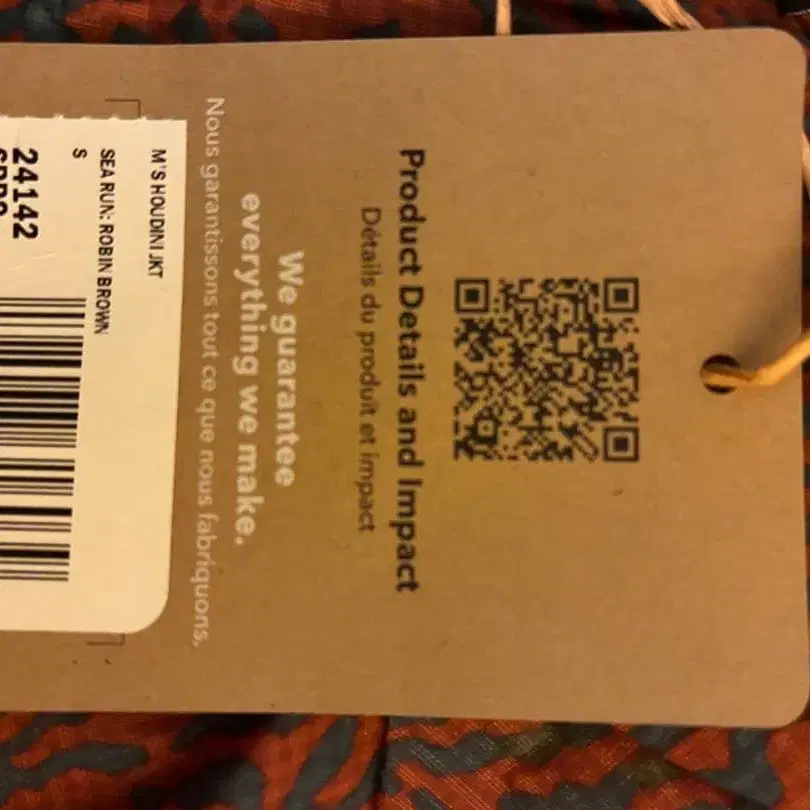 Product Details and Impact
Détails du produit et impact
We guarantee
everything we make.
Nous garantissons tout ce que nous fabriquons.
M'S HOUDINI JKT
SEA RUN: ROBIN BROWN
S
24142